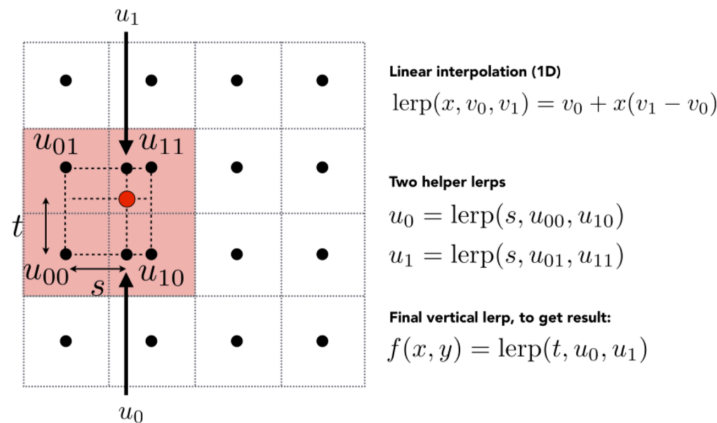 u₁
u₀₁
u₁₁
t
u₀₀
s
u₁₀
u₀
Linear interpolation (1D)
lerp(x, v₀, v₁) = v₀ + x(v₁ − v₀)
Two helper lerps
u₀ = lerp(s, u₀₀, u₁₀)
u₁ = lerp(s, u₀₁, u₁₁)
Final vertical lerp, to get result:
f(x, y) = lerp(t, u₀, u₁)